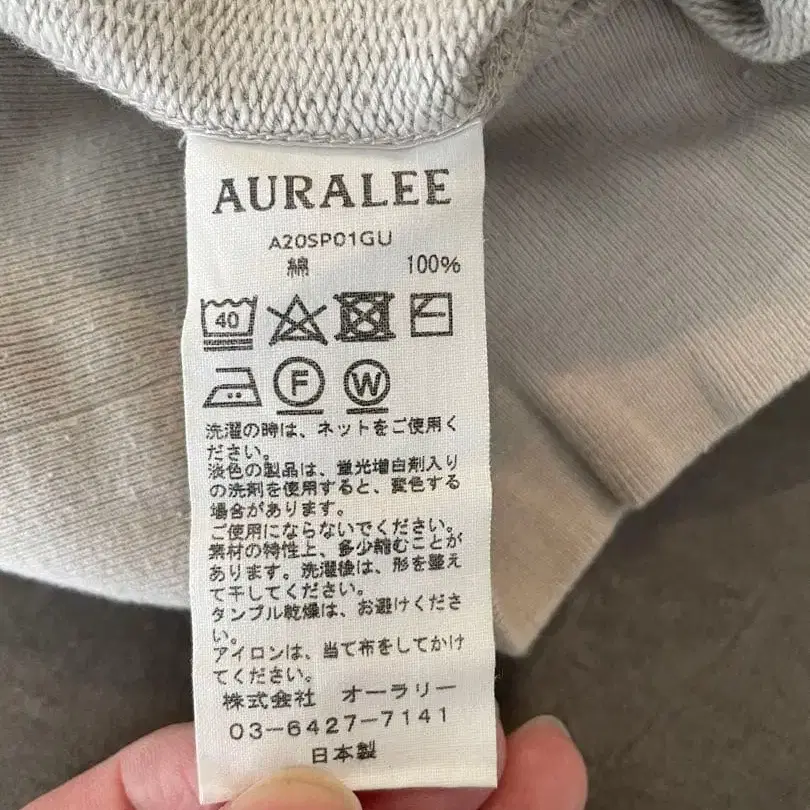 AURALEE
A20SP01GU
綿 100%
40
F W
洗濯の時は、ネットをご使用く
ださい。
淡色の製品は、蛍光増白剤入り
の洗剤を使用すると、変色する
場合があります。
ご使用にならないでください。
素材の特性上、多少縮むことが
あります。洗濯後は、形を整え
て干してください。
タンブル乾燥は、お避けくださ
い。
アイロンは、当て布をしてかけ
てください。
株式会社 オーラリー
03-6427-7141
日本製